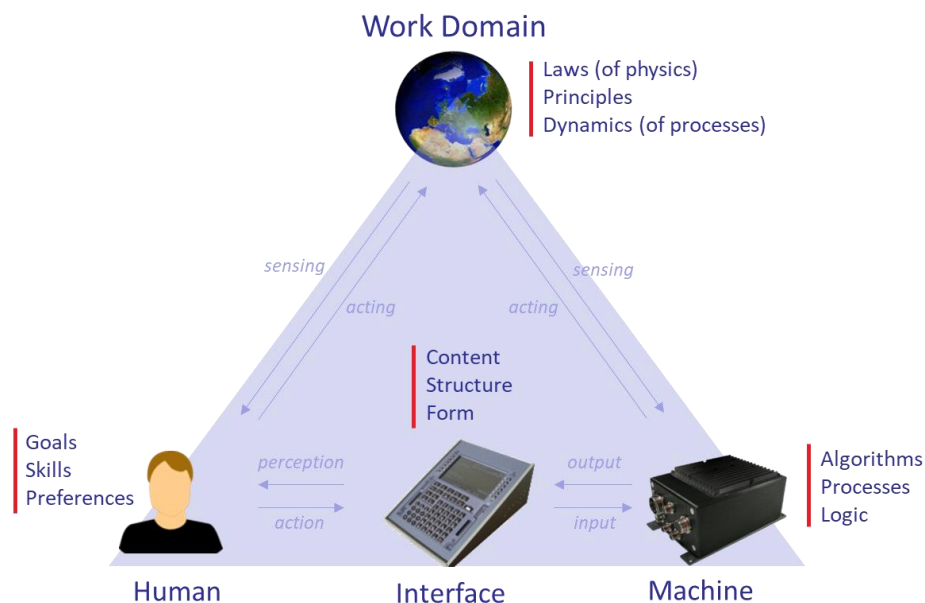 Work Domain
Laws (of physics)
Principles
Dynamics (of processes)
sensing
acting
sensing
acting
Content
Structure
Form
Goals
Skills
Preferences
perception
action
output
input
Algorithms
Processes
Logic
Human
Interface
Machine